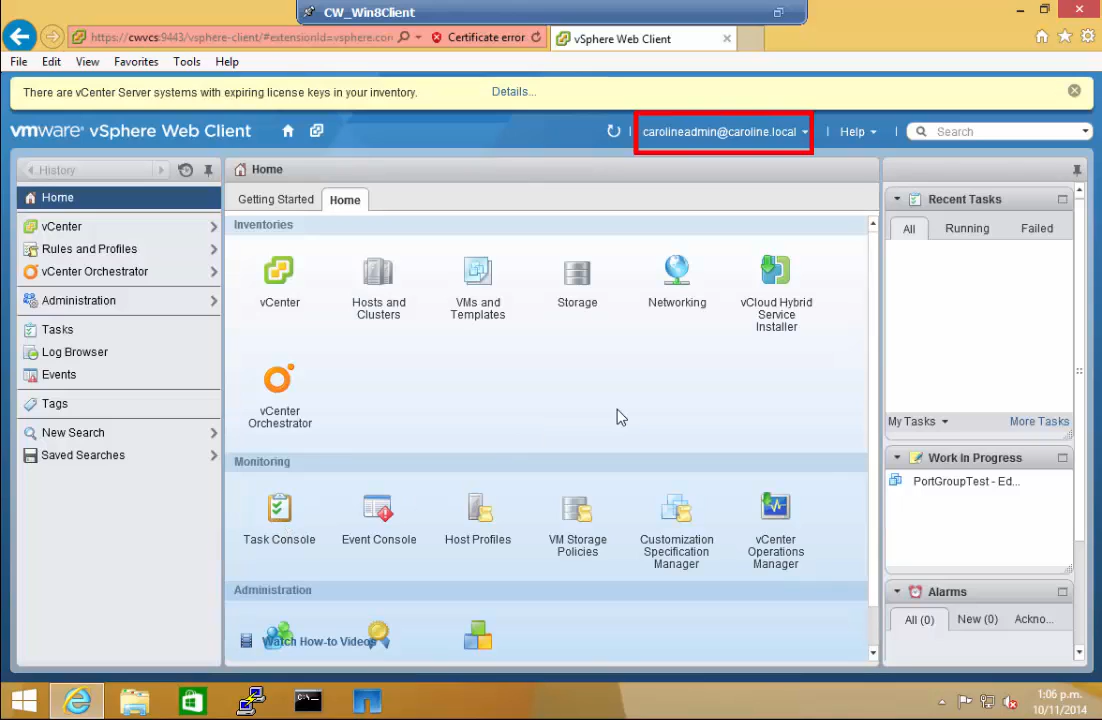 CW_Win8Client
https://cwvcs:9443/vsphere-client/#extensionId=vsphere.con
Certificate error
vSphere Web Client
File Edit View Favorites Tools Help
There are vCenter Server systems with expiring license keys in your inventory. Details...
vmware vSphere Web Client
carolineadmin@caroline.local
Help
Search
History
Home
vCenter
Rules and Profiles
vCenter Orchestrator
Administration
Tasks
Log Browser
Events
Tags
New Search
Saved Searches
Home
Getting Started
Home
Inventories
vCenter
Hosts and
Clusters
VMs and
Templates
Storage
Networking
vCloud Hybrid
Service
Installer
vCenter
Orchestrator
Monitoring
Task Console
Event Console
Host Profiles
VM Storage
Policies
Customization
Specification
Manager
vCenter
Operations
Manager
Administration
Watch How-to Videos
Recent Tasks
All Running Failed
My Tasks
More Tasks
Work In Progress
PortGroupTest - Ed...
Alarms
All (0) New (0) Ackno...
1:06 p.m.
10/11/2014